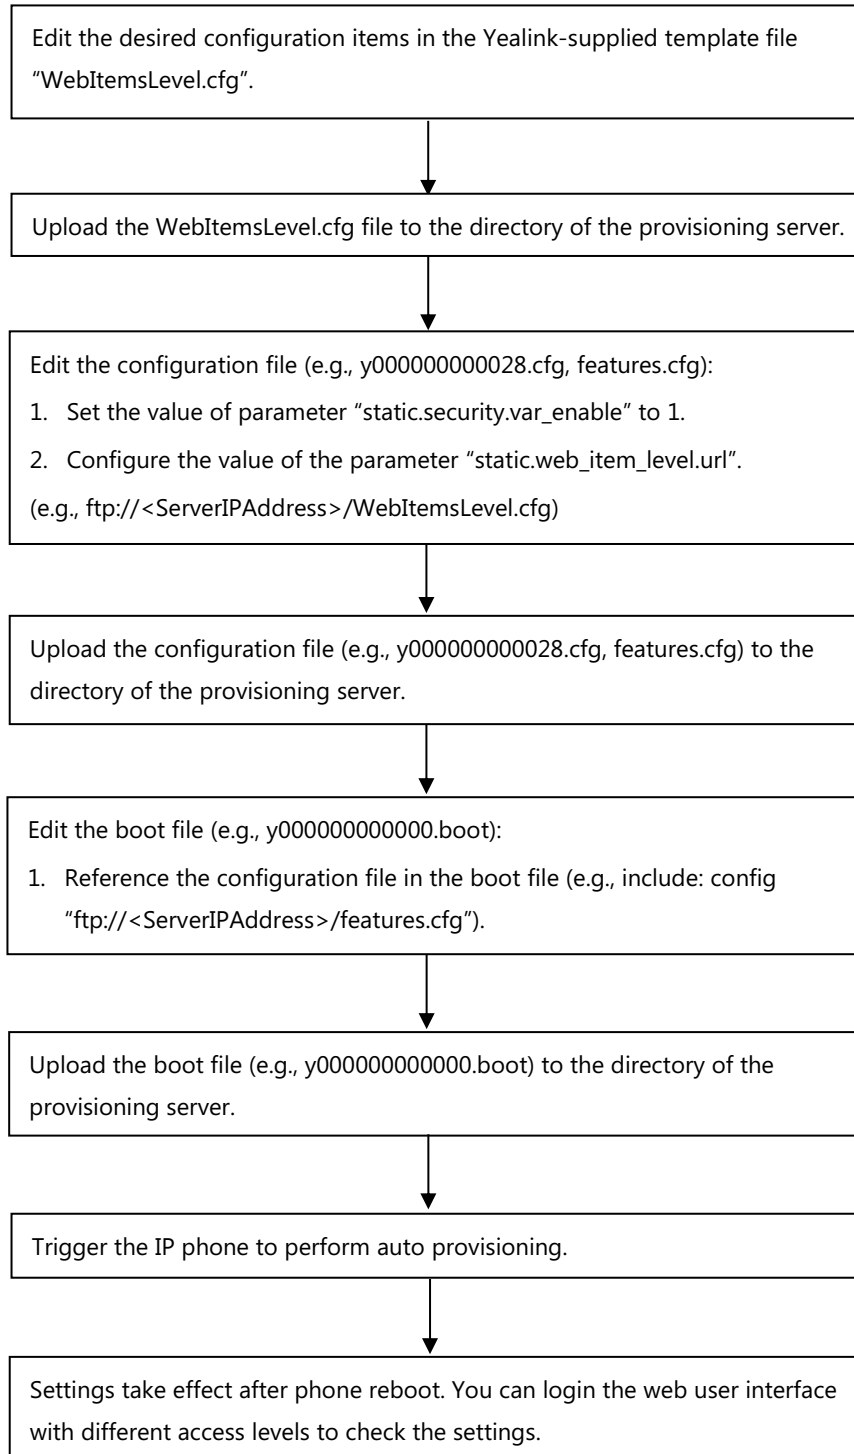 Edit the desired configuration items in the Yealink-supplied template file
“WebItemsLevel.cfg”.
Upload the WebItemsLevel.cfg file to the directory of the provisioning server.
Edit the configuration file (e.g., y000000000028.cfg, features.cfg):
1. Set the value of parameter “static.security.var_enable” to 1.
2. Configure the value of the parameter “static.web_item_level.url”.
(e.g., ftp://<ServerIPAddress>/WebItemsLevel.cfg)
Upload the configuration file (e.g., y000000000028.cfg, features.cfg) to the
directory of the provisioning server.
Edit the boot file (e.g., y000000000000.boot):
1. Reference the configuration file in the boot file (e.g., include: config
“ftp://<ServerIPAddress>/features.cfg”).
Upload the boot file (e.g., y000000000000.boot) to the directory of the
provisioning server.
Trigger the IP phone to perform auto provisioning.
Settings take effect after phone reboot. You can login the web user interface
with different access levels to check the settings.